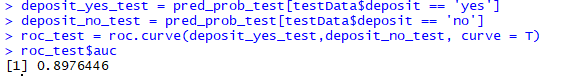 > deposit_yes_test = pred_prob_test[testData$deposit == 'yes']
> deposit_no_test = pred_prob_test[testData$deposit == 'no']
> roc_test = roc.curve(deposit_yes_test,deposit_no_test, curve = T)
> roc_test$auc
[1] 0.8976446